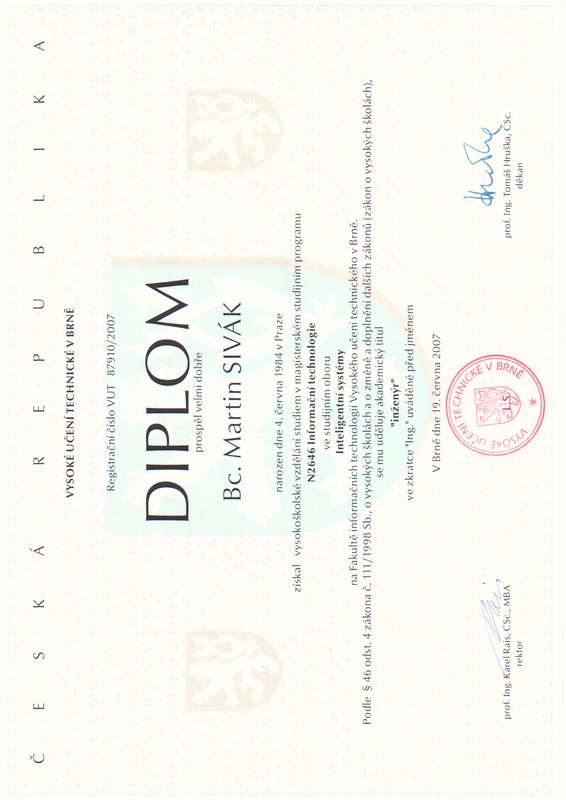 ČESKÁ REPUBLIKA
VYSOKÉ UČENÍ TECHNICKÉ V BRNĚ
Registrační číslo VUT 87910/2007
DIPLOM
prospěl velmi dobře
Bc. Martin SIVÁK
narozen dne 4. června 1984 v Praze
získal vysokoškolské vzdělání studiem v magisterském studijním programu
N2646 Informační technologie
ve studijním oboru
Inteligentní systémy
na Fakultě informačních technologií Vysokého učení technického v Brně.
Podle § 46 odst. 4 zákona č. 111/1998 Sb., o vysokých školách a o změně a doplnění dalších zákonů (zákon o vysokých školách),
se mu uděluje akademický titul
"inženýr"
ve zkratce "Ing." uváděné před jménem
V Brně dne 19. června 2007
VYSOKÉ UČENÍ TECHNICKÉ V BRNĚ
prof. Ing. Karel Rais, CSc., MBA
rektor
prof. Ing. Tomáš Hruška, CSc.
děkan